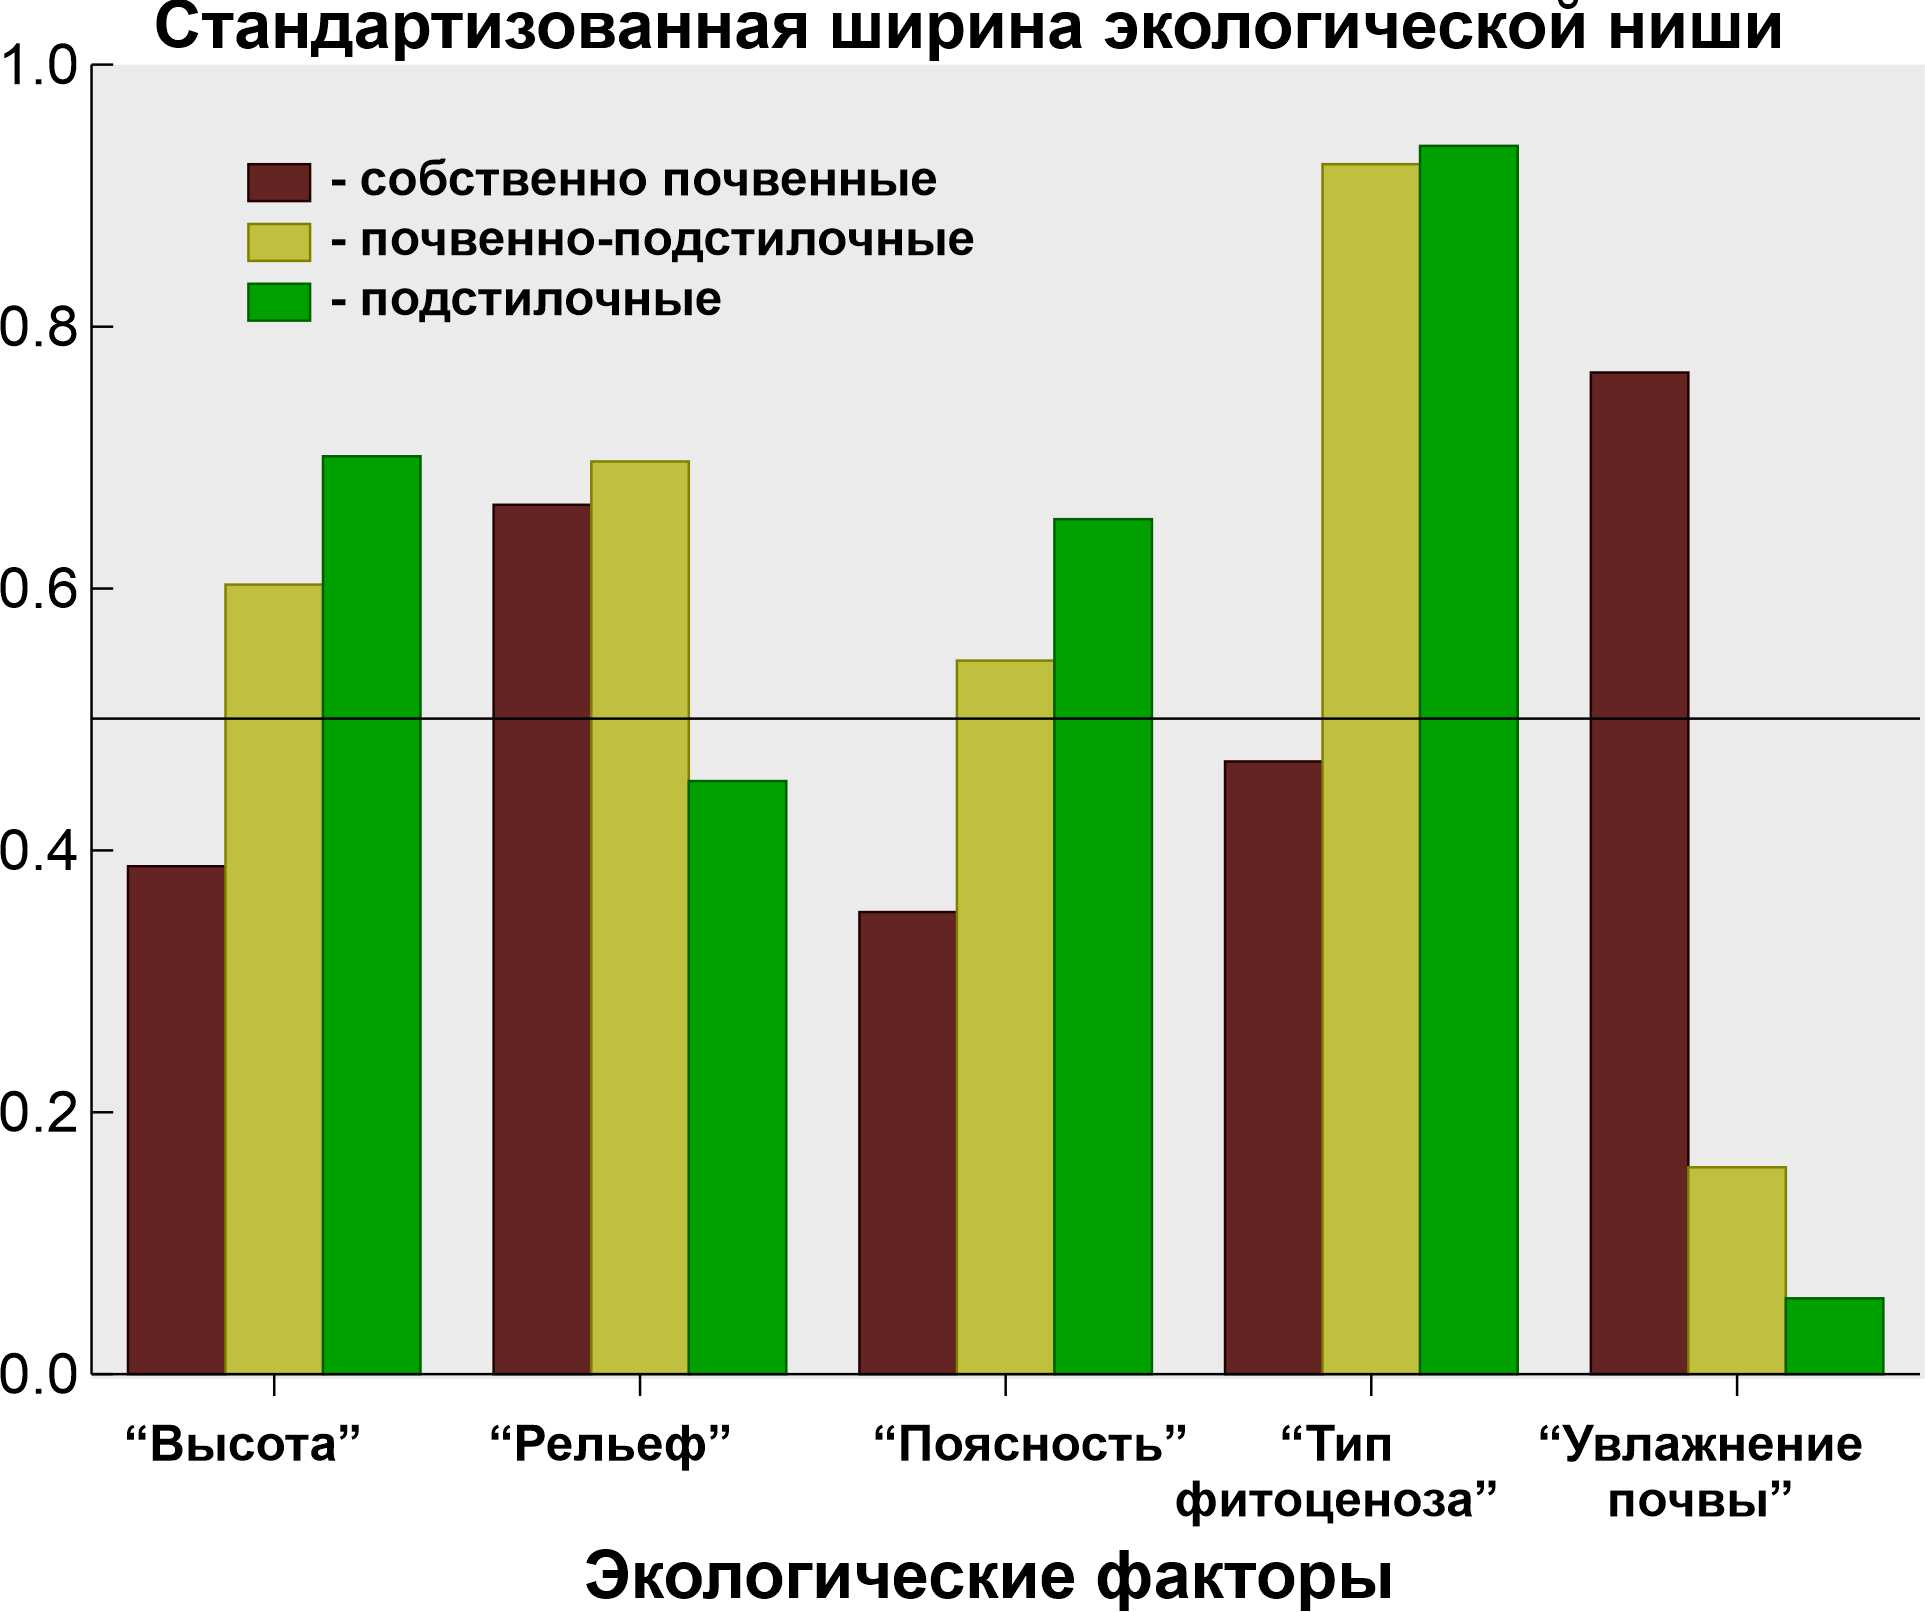 Стандартизованная ширина экологической ниши
1.0
- собственно почвенные
- почвенно-подстилочные
- подстилочные
0.8
0.6
0.4
0.2
0.0
“Высота” “Рельеф” “Поясность” “Тип фитоценоза” “Увлажнение почвы”
Экологические факторы